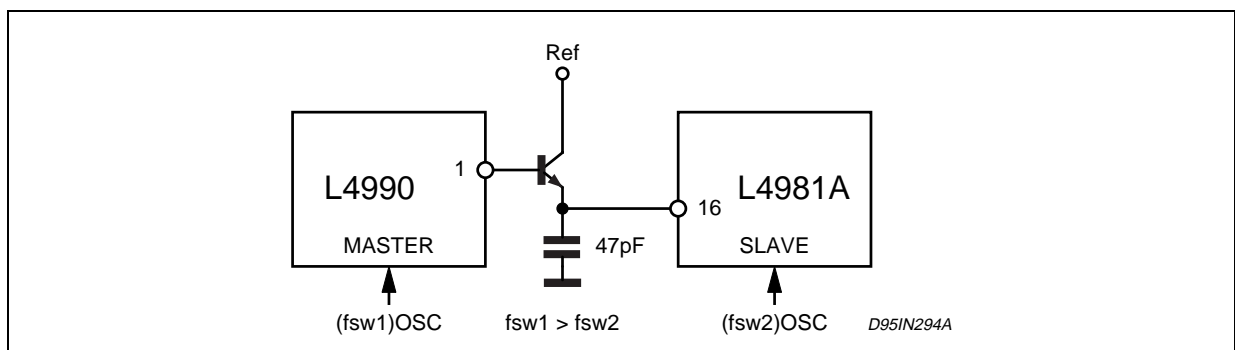 Ref
L4990
1
L4981A
16
47pF
MASTER
SLAVE
(fsw1)OSC
fsw1 > fsw2
(fsw2)OSC
D95IN294A